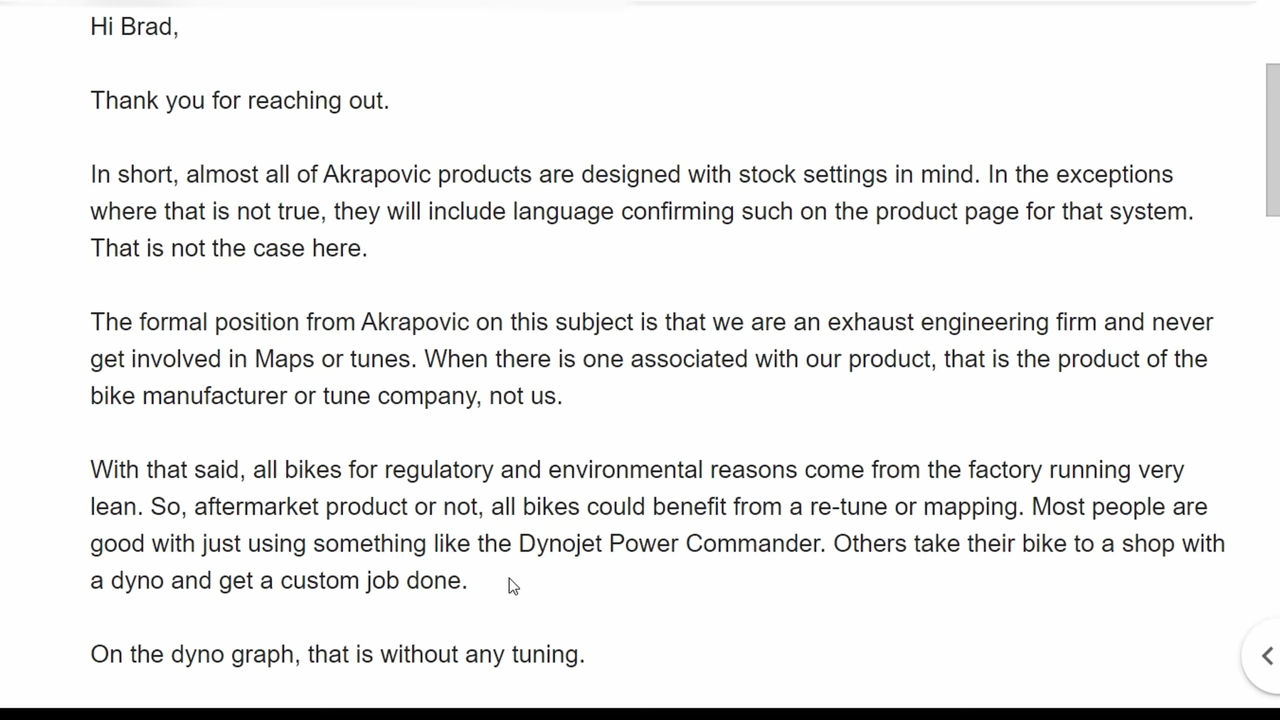 Hi Brad,
Thank you for reaching out.
In short, almost all of Akrapovic products are designed with stock settings in mind. In the exceptions
where that is not true, they will include language confirming such on the product page for that system.
That is not the case here.
The formal position from Akrapovic on this subject is that we are an exhaust engineering firm and never
get involved in Maps or tunes. When there is one associated with our product, that is the product of the
bike manufacturer or tune company, not us.
With that said, all bikes for regulatory and environmental reasons come from the factory running very
lean. So, aftermarket product or not, all bikes could benefit from a re-tune or mapping. Most people are
good with just using something like the Dynojet Power Commander. Others take their bike to a shop with
a dyno and get a custom job done.
On the dyno graph, that is without any tuning.